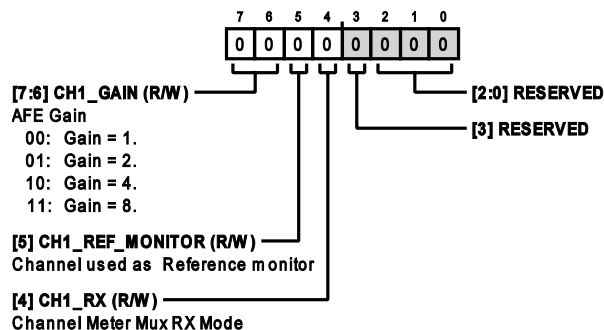 7 6 5 4 3 2 1 0
0 0 0 0 0 0 0 0
[7:6] CH1_GAIN (R/W)
AFE Gain
00: Gain = 1.
01: Gain = 2.
10: Gain = 4.
11: Gain = 8.
[5] CH1_REF_MONITOR (R/W)
Channel used as Reference monitor
[4] CH1_RX (R/W)
Channel Meter Mux RX Mode
[2:0] RESERVED
[3] RESERVED